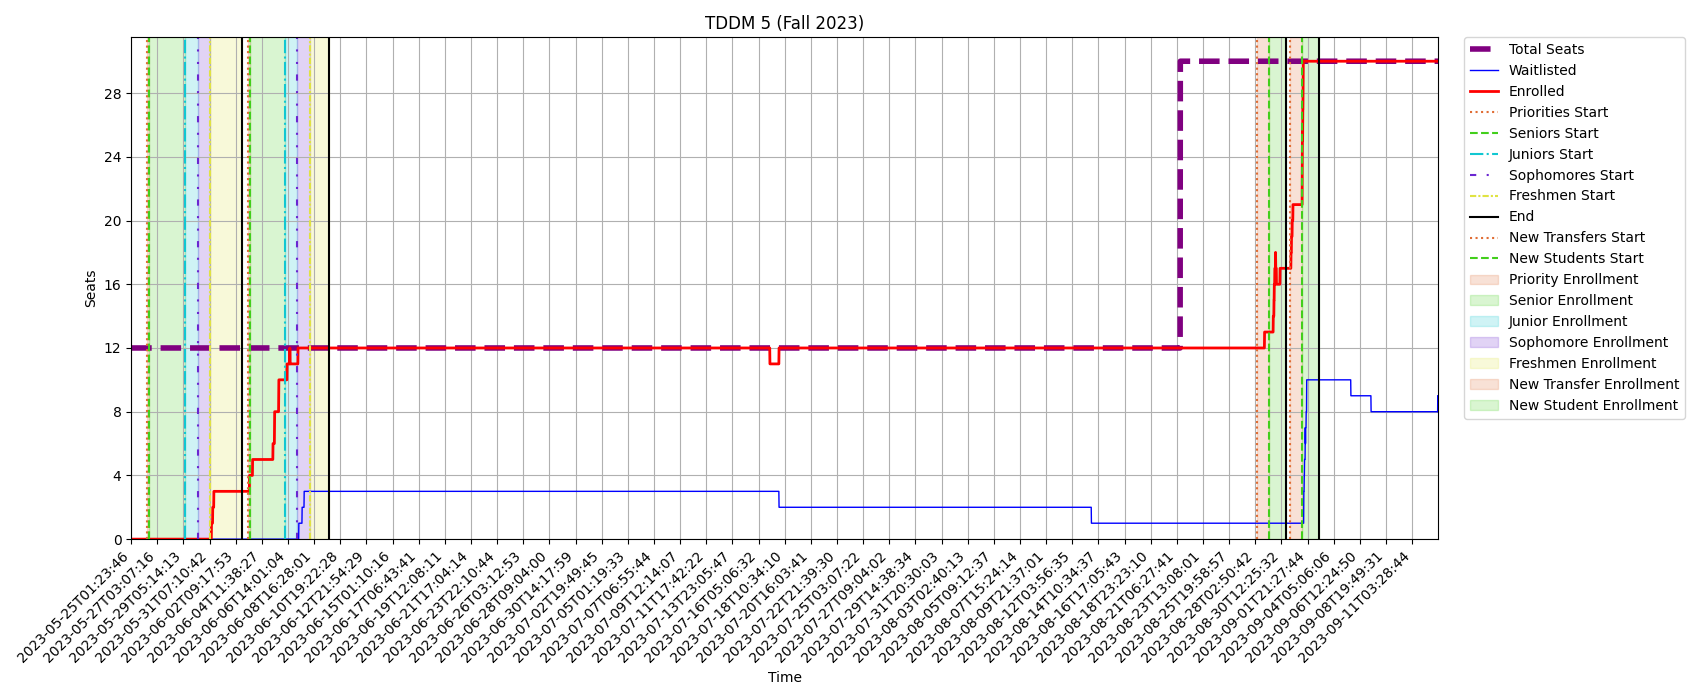 TDDM 5 (Fall 2023)
Seats
28
24
20
16
12
8
4
0
2023-05-25T01:23:46
2023-05-27T03:07:16
2023-05-29T05:14:13
2023-05-31T07:10:42
2023-06-02T09:17:53
2023-06-04T11:38:27
2023-06-06T14:01:04
2023-06-08T16:28:01
2023-06-10T19:22:28
2023-06-12T21:54:29
2023-06-15T01:10:16
2023-06-17T06:43:41
2023-06-19T12:08:11
2023-06-21T17:04:14
2023-06-23T22:10:44
2023-06-26T03:12:53
2023-06-28T09:04:00
2023-06-30T14:17:59
2023-07-02T19:49:45
2023-07-05T01:19:33
2023-07-07T06:55:44
2023-07-09T12:14:07
2023-07-11T17:42:22
2023-07-13T23:05:47
2023-07-16T05:06:32
2023-07-18T10:34:10
2023-07-20T16:03:41
2023-07-22T21:39:30
2023-07-25T03:07:22
2023-07-27T09:04:02
2023-07-29T14:38:34
2023-07-31T20:30:03
2023-08-03T02:40:13
2023-08-05T09:12:37
2023-08-07T15:24:14
2023-08-09T21:37:01
2023-08-12T03:56:35
2023-08-14T10:34:37
2023-08-16T17:05:43
2023-08-18T23:23:10
2023-08-21T06:27:41
2023-08-23T13:08:01
2023-08-25T19:58:57
2023-08-28T02:50:42
2023-08-30T12:25:32
2023-09-01T21:27:44
2023-09-04T05:06:06
2023-09-06T12:24:50
2023-09-08T19:49:31
2023-09-11T03:28:44
Time
Total Seats
Waitlisted
Enrolled
Priorities Start
Seniors Start
Juniors Start
Sophomores Start
Freshmen Start
End
New Transfers Start
New Students Start
Priority Enrollment
Senior Enrollment
Junior Enrollment
Sophomore Enrollment
Freshmen Enrollment
New Transfer Enrollment
New Student Enrollment